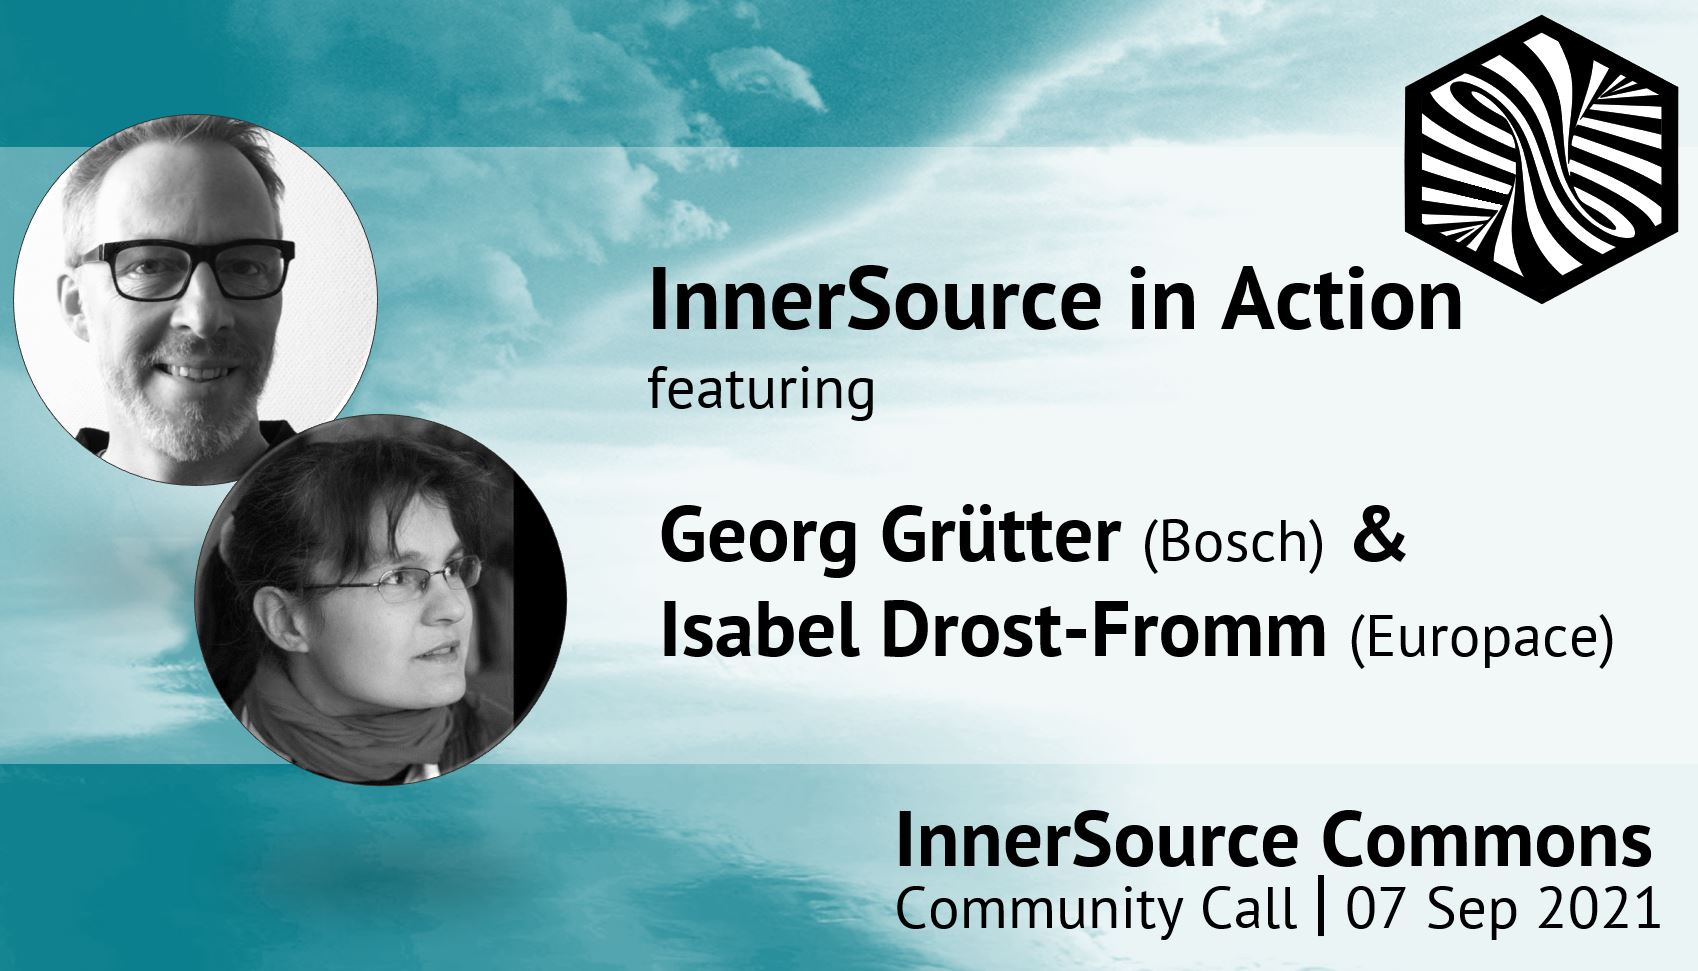 InnerSource in Action
featuring
Georg Grütter (Bosch) &
Isabel Drost-Fromm (Europace)
InnerSource Commons
Community Call | 07 Sep 2021